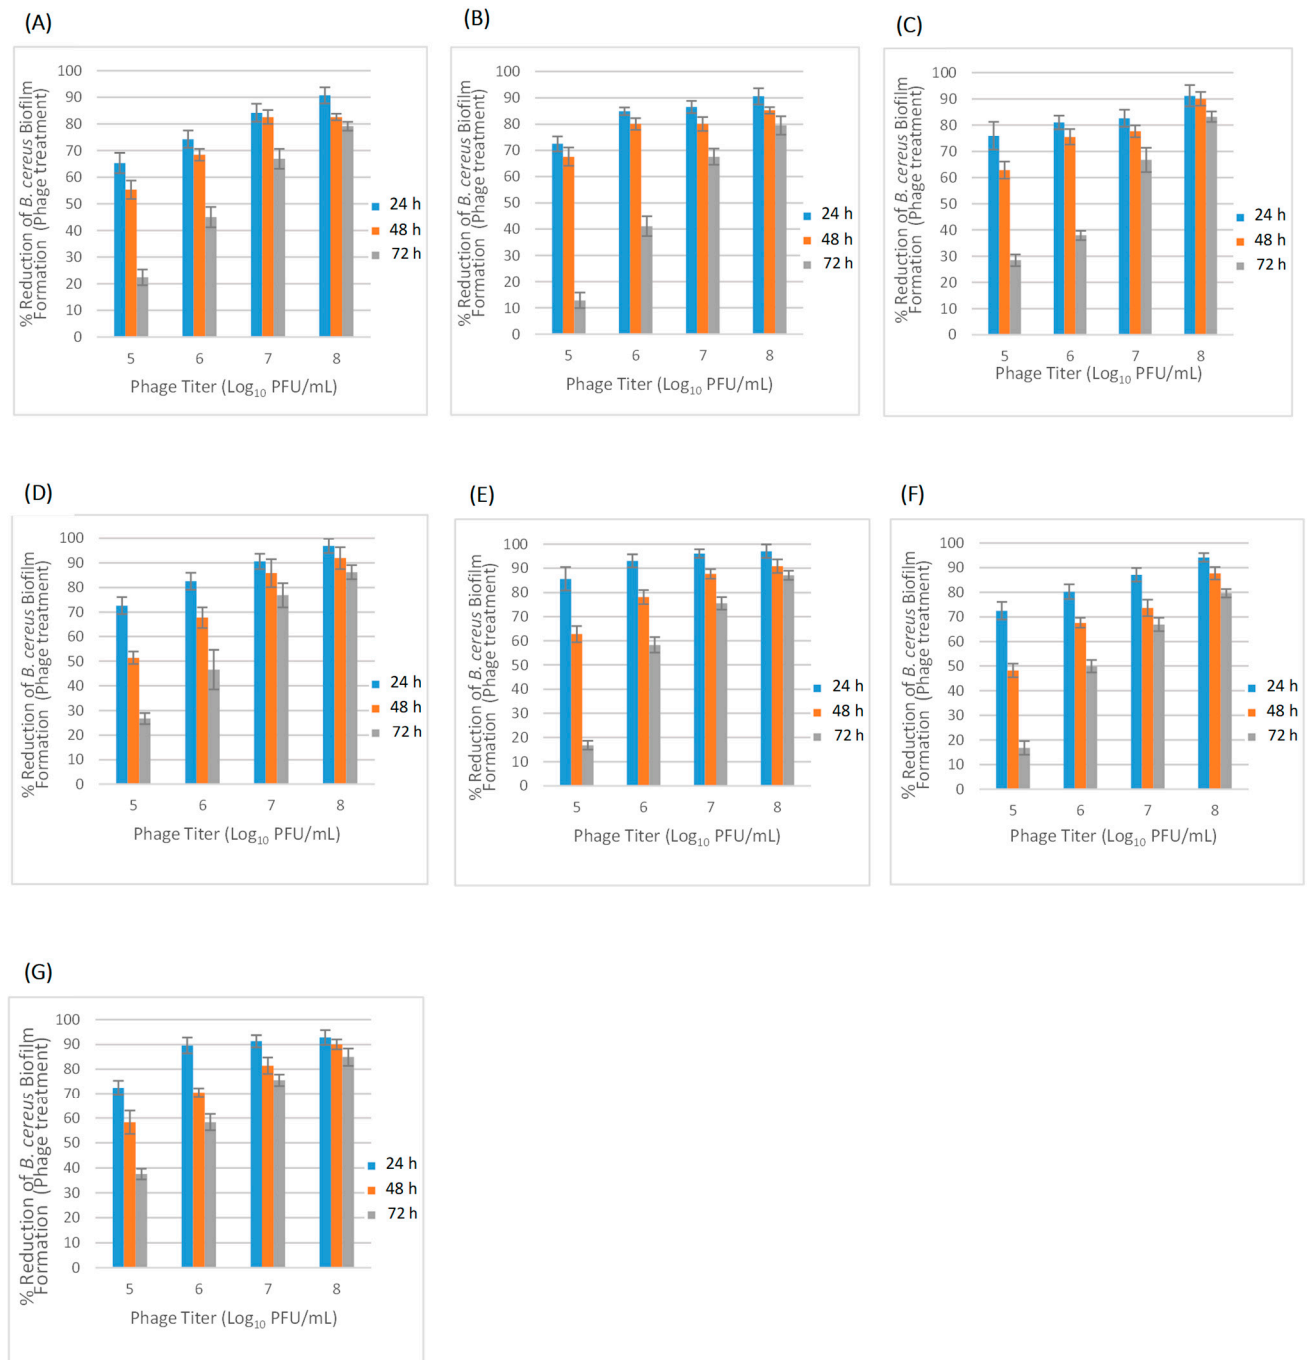 (A)
% Reduction of B. cereus Biofilm
Formation (Phage treatment)
100
90
80
70
60
50
40
30
20
10
0
5 6 7 8
Phage Titer (Log10 PFU/mL)
24 h
48 h
72 h
(B)
% Reduction of B. cereus Biofilm
Formation (Phage treatment)
100
90
80
70
60
50
40
30
20
10
0
5 6 7 8
Phage Titer (Log10 PFU/mL)
24 h
48 h
72 h
(C)
% Reduction of B. cereus Biofilm
Formation (Phage treatment)
100
90
80
70
60
50
40
30
20
10
0
5 6 7 8
Phage Titer (Log10 PFU/mL)
24 h
48 h
72 h
(D)
% Reduction of B. cereus Biofilm
Formation (Phage treatment)
100
90
80
70
60
50
40
30
20
10
0
5 6 7 8
Phage Titer (Log10 PFU/mL)
24 h
48 h
72 h
(E)
% Reduction of B. cereus Biofilm
Formation (Phage treatment)
100
90
80
70
60
50
40
30
20
10
0
5 6 7 8
Phage Titer (Log10 PFU/mL)
24 h
48 h
72 h
(F)
% Reduction of B. cereus Biofilm
Formation (Phage treatment)
100
90
80
70
60
50
40
30
20
10
0
5 6 7 8
Phage Titer (Log10 PFU/mL)
24 h
48 h
72 h
(G)
% Reduction of B. cereus Biofilm
Formation (Phage treatment)
100
90
80
70
60
50
40
30
20
10
0
5 6 7 8
Phage Titer (Log10 PFU/mL)
24 h
48 h
72 h